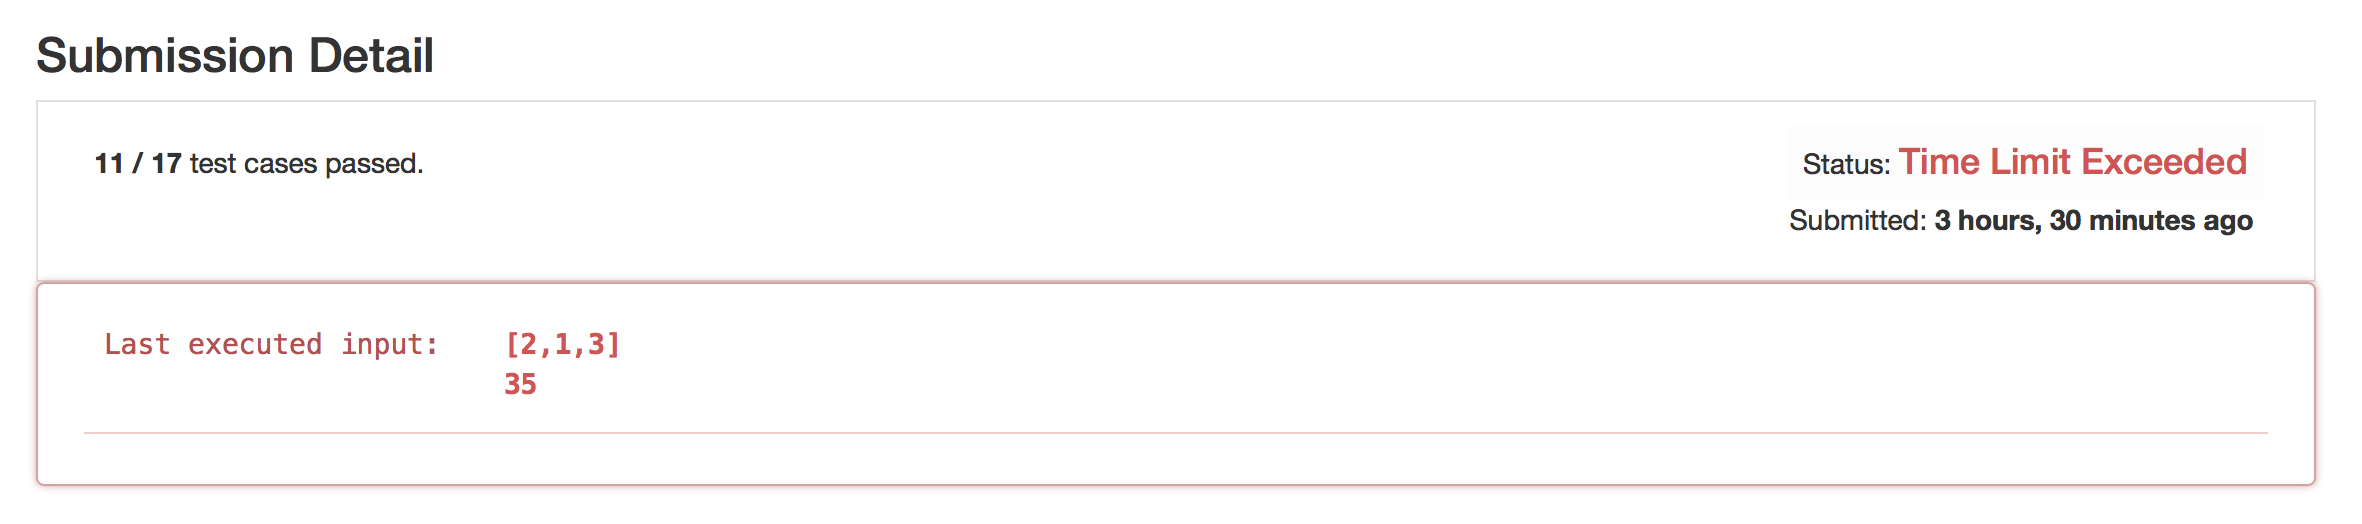 Submission Detail
11 / 17 test cases passed.
Status: Time Limit Exceeded
Submitted: 3 hours, 30 minutes ago
Last executed input: [2,1,3]
35